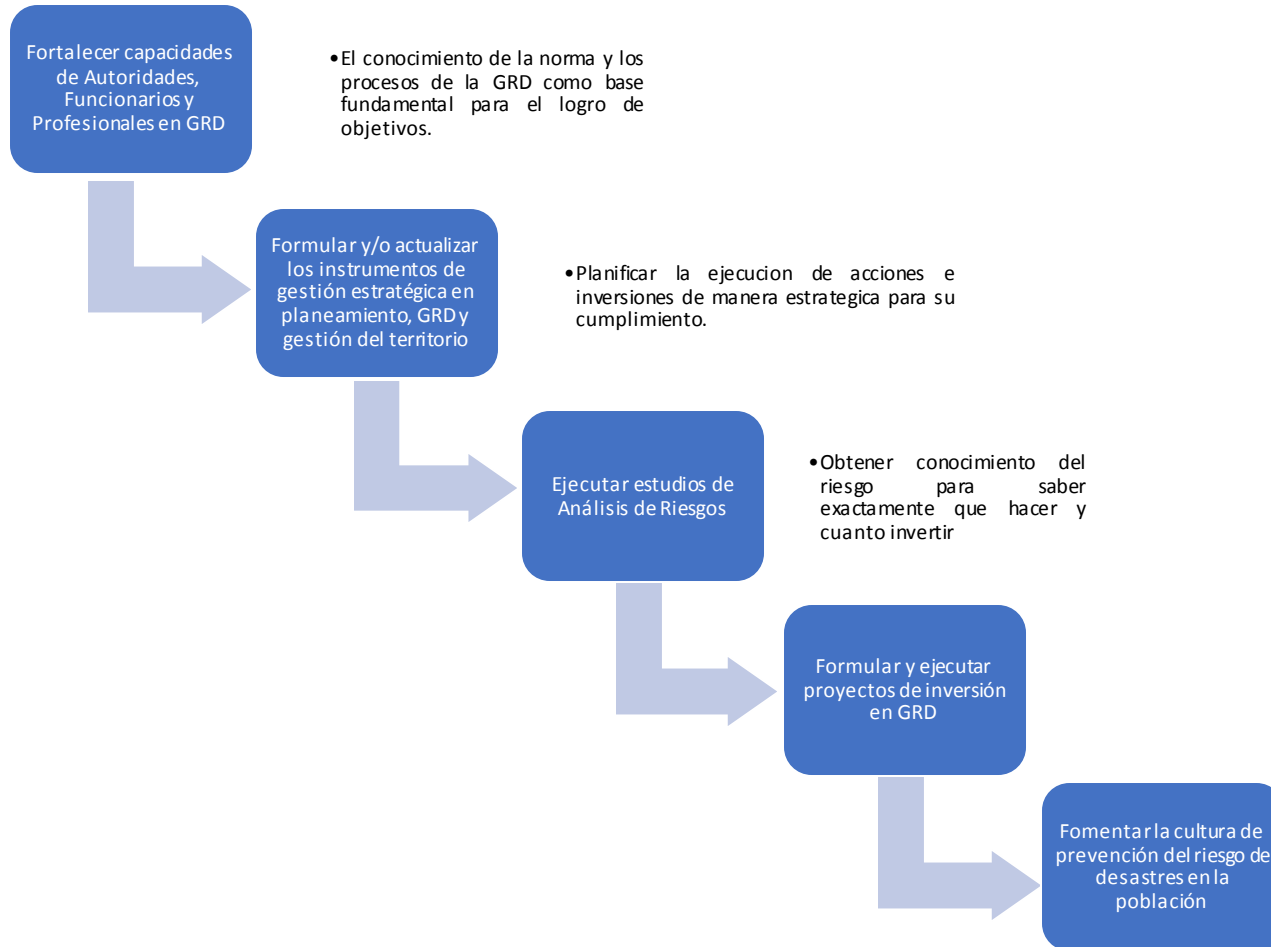 Fortalecer capacidades
de Autoridades,
Funcionarios y
Profesionales en GRD
•El conocimiento de la norma y los
procesos de la GRD como base
fundamental para el logro de
objetivos.
Formular y/o actualizar
los instrumentos de
gestión estratégica en
planeamiento, GRD y
gestión del territorio
•Planificar la ejecucion de acciones e
inversiones de manera estrategica para su
cumplimiento.
Ejecutar estudios de
Análisis de Riesgos
•Obtener conocimiento del
riesgo para saber
exactamente que hacer y
cuanto invertir
Formular y ejecutar
proyectos de inversión
en GRD
Fomentar la cultura de
prevención del riesgo de
desastres en la
población